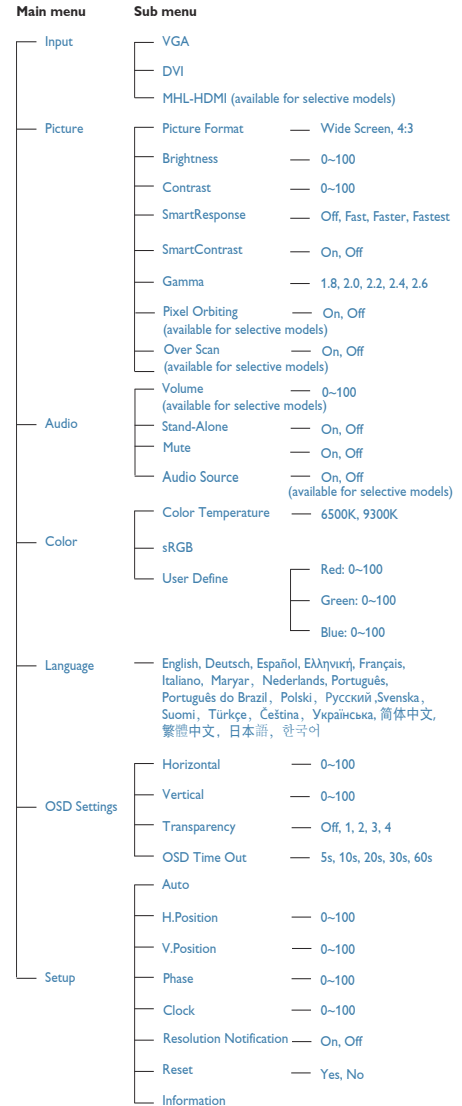 Main menu Sub menu
Input VGA
DVI
MHL-HDMI (available for selective models)
Picture Picture Format Wide Screen, 4:3
Brightness 0~100
Contrast 0~100
SmartResponse Off, Fast, Faster, Fastest
SmartContrast On, Off
Gamma 1.8, 2.0, 2.2, 2.4, 2.6
Pixel Orbiting On, Off
(available for selective models)
Over Scan On, Off
(available for selective models)
Volume 0~100
(available for selective models)
Audio Stand-Alone On, Off
Mute On, Off
Audio Source On, Off
(available for selective models)
Color Temperature 6500K, 9300K
Color sRGB
User Define Red: 0~100
Green: 0~100
Blue: 0~100
Language English, Deutsch, Español, Ελληνική, Français,
Italiano, Maryar, Nederlands, Português,
Português do Brazil, Polski, Русский ,Svenska,
Suomi, Türkçe, Čeština, Українська, 简体中文,
繁體中文, 日本語, 한국어
Horizontal 0~100
Vertical 0~100
OSD Settings
Transparency Off, 1, 2, 3, 4
OSD Time Out 5s, 10s, 20s, 30s, 60s
Auto
H.Position 0~100
V.Position 0~100
Setup Phase 0~100
Clock 0~100
Resolution Notification On, Off
Reset Yes, No
Information